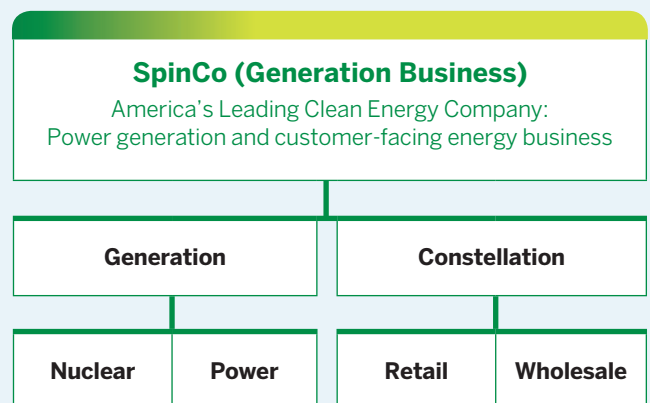 SpinCo (Generation Business)
America’s Leading Clean Energy Company:
Power generation and customer-facing energy business
Generation
Constellation
Nuclear
Power
Retail
Wholesale